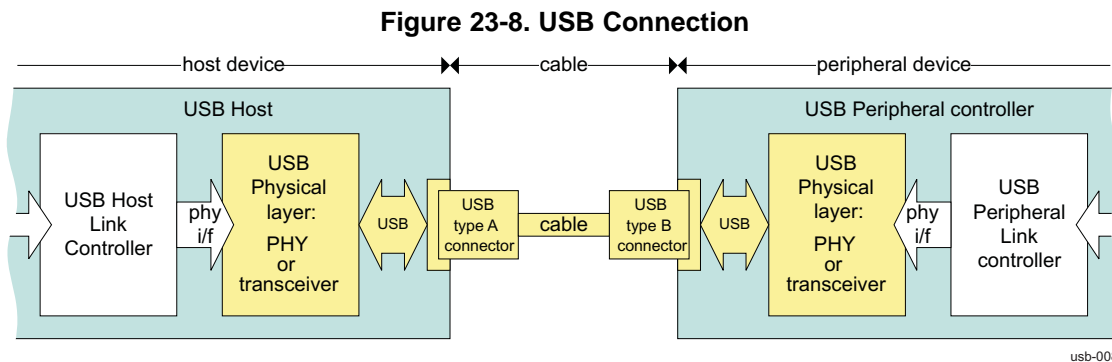 Figure 23-8. USB Connection
host device
cable
peripheral device
USB Host
USB Peripheral controller
USB Host
Link
Controller
phy
i/f
USB
Physical
layer:
PHY
or
transceiver
USB
USB
type A
connector
cable
USB
type B
connector
USB
USB
Physical
layer:
PHY
or
transceiver
phy
i/f
USB
Peripheral
Link
controller